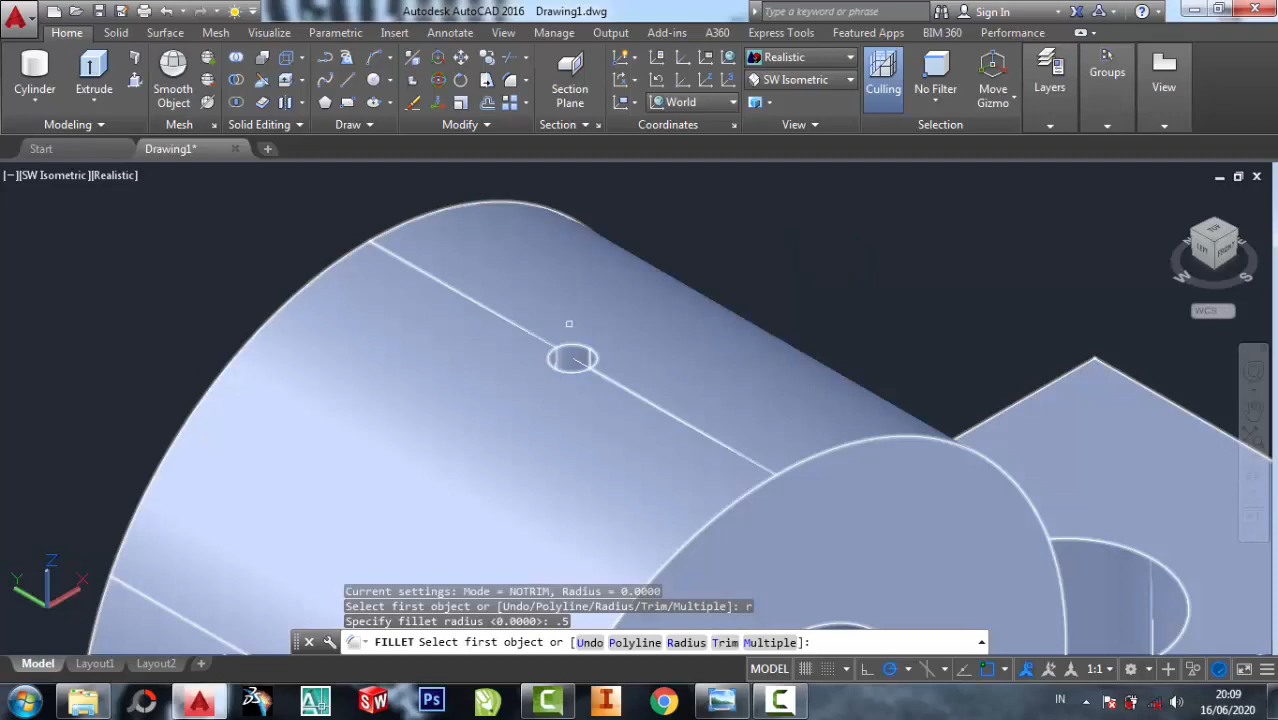 Autodesk AutoCAD 2016 Drawing1.dwg
Type a keyword or phrase
Sign In
Home Solid Surface Mesh Visualize Parametric Insert Annotate View Manage Output Add-ins A360 Express Tools Featured Apps BIM 360 Performance
Cylinder
Extrude
Smooth Object
Section Plane
World
Realistic
SW Isometric
Culling
No Filter
Move Gizmo
Layers
Groups
View
Modeling
Mesh
Solid Editing
Draw
Modify
Section
Coordinates
View
Selection
Start
Drawing1*
[−][SW Isometric][Realistic]
TOP
LEFT
FRONT
W
S
WCS
Z
Y
X
Current settings: Mode = NOTRIM, Radius = 0.0000
Select first object or [Undo/Polyline/Radius/Trim/Multiple]: r
Specify fillet radius <0.0000>: .5
FILLET Select first object or [Undo Polyline Radius Trim Multiple]:
Model Layout1 Layout2
MODEL
1:1
IN
20:09
16/06/2020